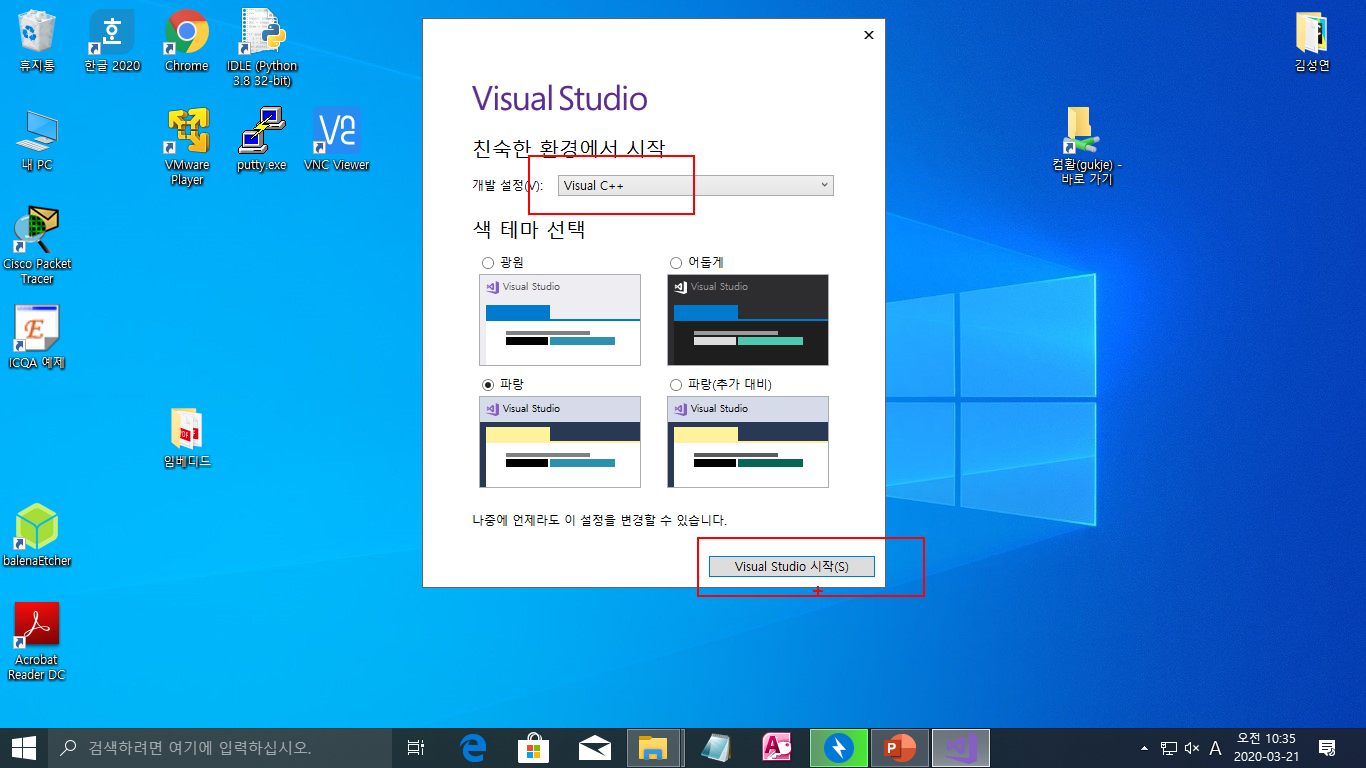 휴지통
한글 2020
Chrome
IDLE (Python
3.8 32-bit)
내 PC
VMware
Player
putty.exe
VNC Viewer
Cisco Packet
Tracer
ICQA 예제
임베디드
balenaEtcher
Acrobat
Reader DC
Visual Studio
친숙한 환경에서 시작
개발 설정(V):
Visual C++
색 테마 선택
광원
어둡게
Visual Studio
Visual Studio
파랑
파랑(추가 대비)
Visual Studio
Visual Studio
나중에 언제라도 이 설정을 변경할 수 있습니다.
Visual Studio 시작(S)
김성연
컴활(gukje) -
바로 가기
검색하려면 여기에 입력하십시오.
A
오전 10:35
2020-03-21